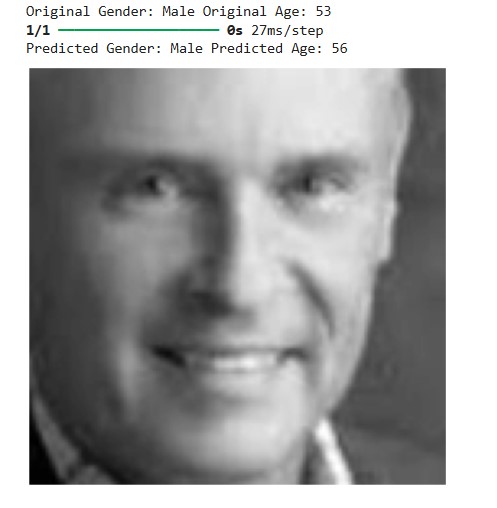 Original Gender: Male Original Age: 53
1/1 ━━━━━━━━━━━━━━━━━━━━ 0s 27ms/step
Predicted Gender: Male Predicted Age: 56